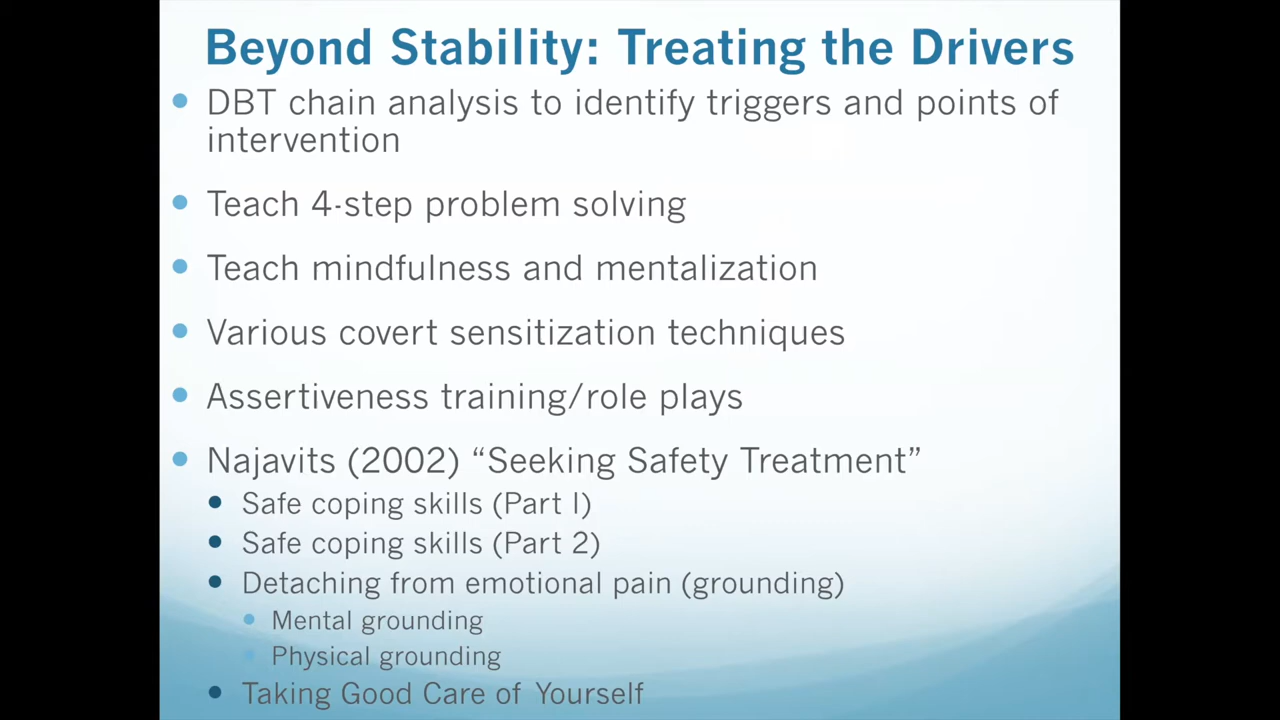 Beyond Stability: Treating the Drivers
DBT chain analysis to identify triggers and points of
intervention
Teach 4-step problem solving
Teach mindfulness and mentalization
Various covert sensitization techniques
Assertiveness training/role plays
Najavits (2002) “Seeking Safety Treatment”
Safe coping skills (Part I)
Safe coping skills (Part 2)
Detaching from emotional pain (grounding)
Mental grounding
Physical grounding
Taking Good Care of Yourself